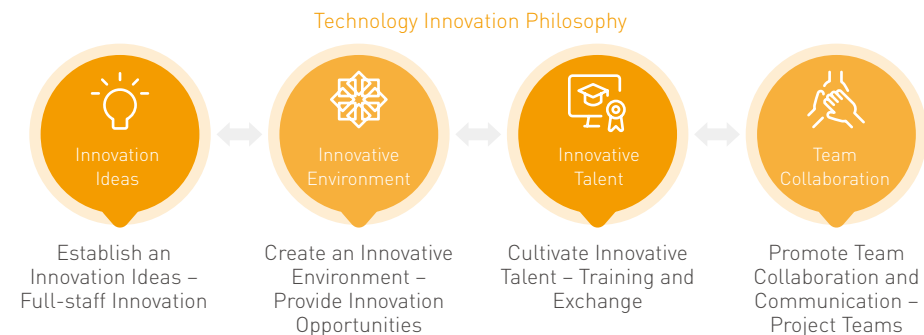 Technology Innovation Philosophy
Innovation
Ideas
Innovative
Environment
Innovative
Talent
Team
Collaboration
Establish an
Innovation Ideas –
Full-staff Innovation
Create an Innovative
Environment –
Provide Innovation
Opportunities
Cultivate Innovative
Talent – Training and
Exchange
Promote Team
Collaboration and
Communication –
Project Teams